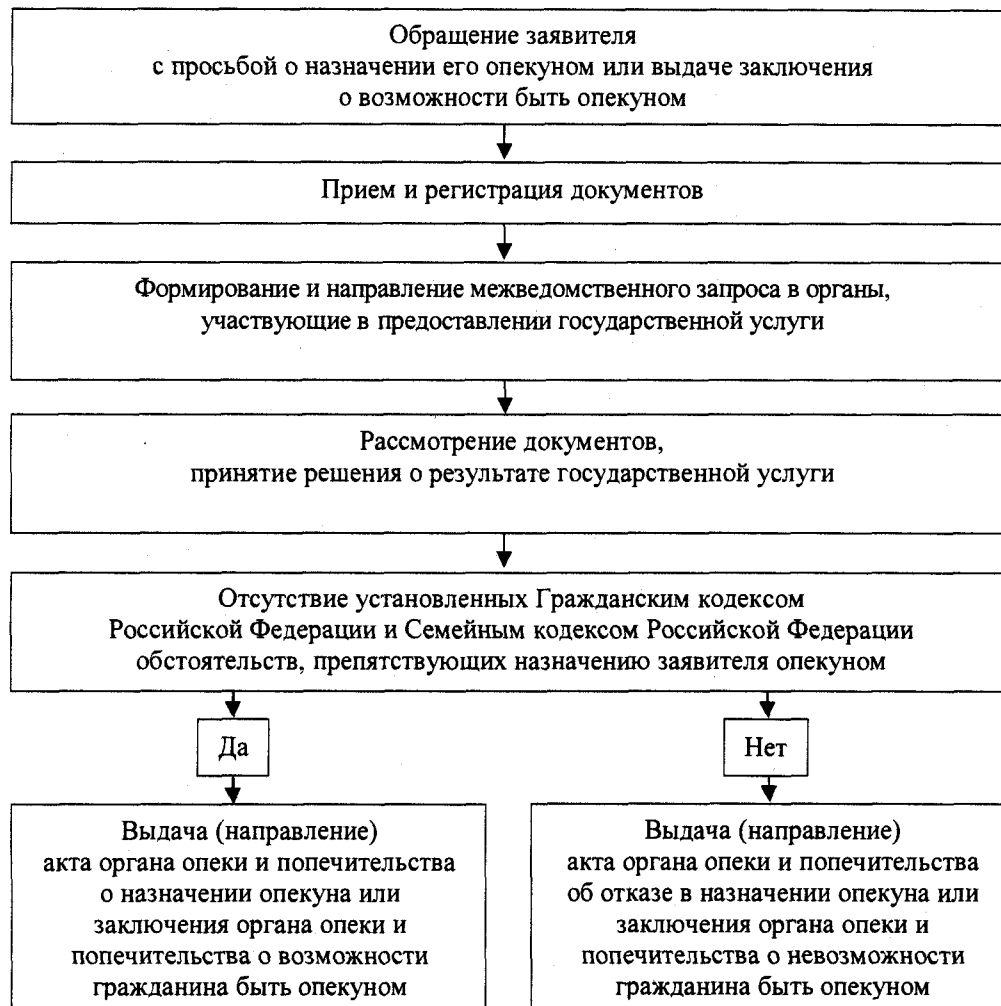 Обращение заявителя
с просьбой о назначении его опекуном или выдаче заключения
о возможности быть опекуном
Прием и регистрация документов
Формирование и направление межведомственного запроса в органы,
участвующие в предоставлении государственной услуги
Рассмотрение документов,
принятие решения о результате государственной услуги
Отсутствие установленных Гражданским кодексом
Российской Федерации и Семейным кодексом Российской Федерации
обстоятельств, препятствующих назначению заявителя опекуном
Да
Нет
Выдача (направление)
акта органа опеки и попечительства
о назначении опекуна или
заключения органа опеки и
попечительства о возможности
гражданина быть опекуном
Выдача (направление)
акта органа опеки и попечительства
об отказе в назначении опекуна или
заключения органа опеки и
попечительства о невозможности
гражданина быть опекуном